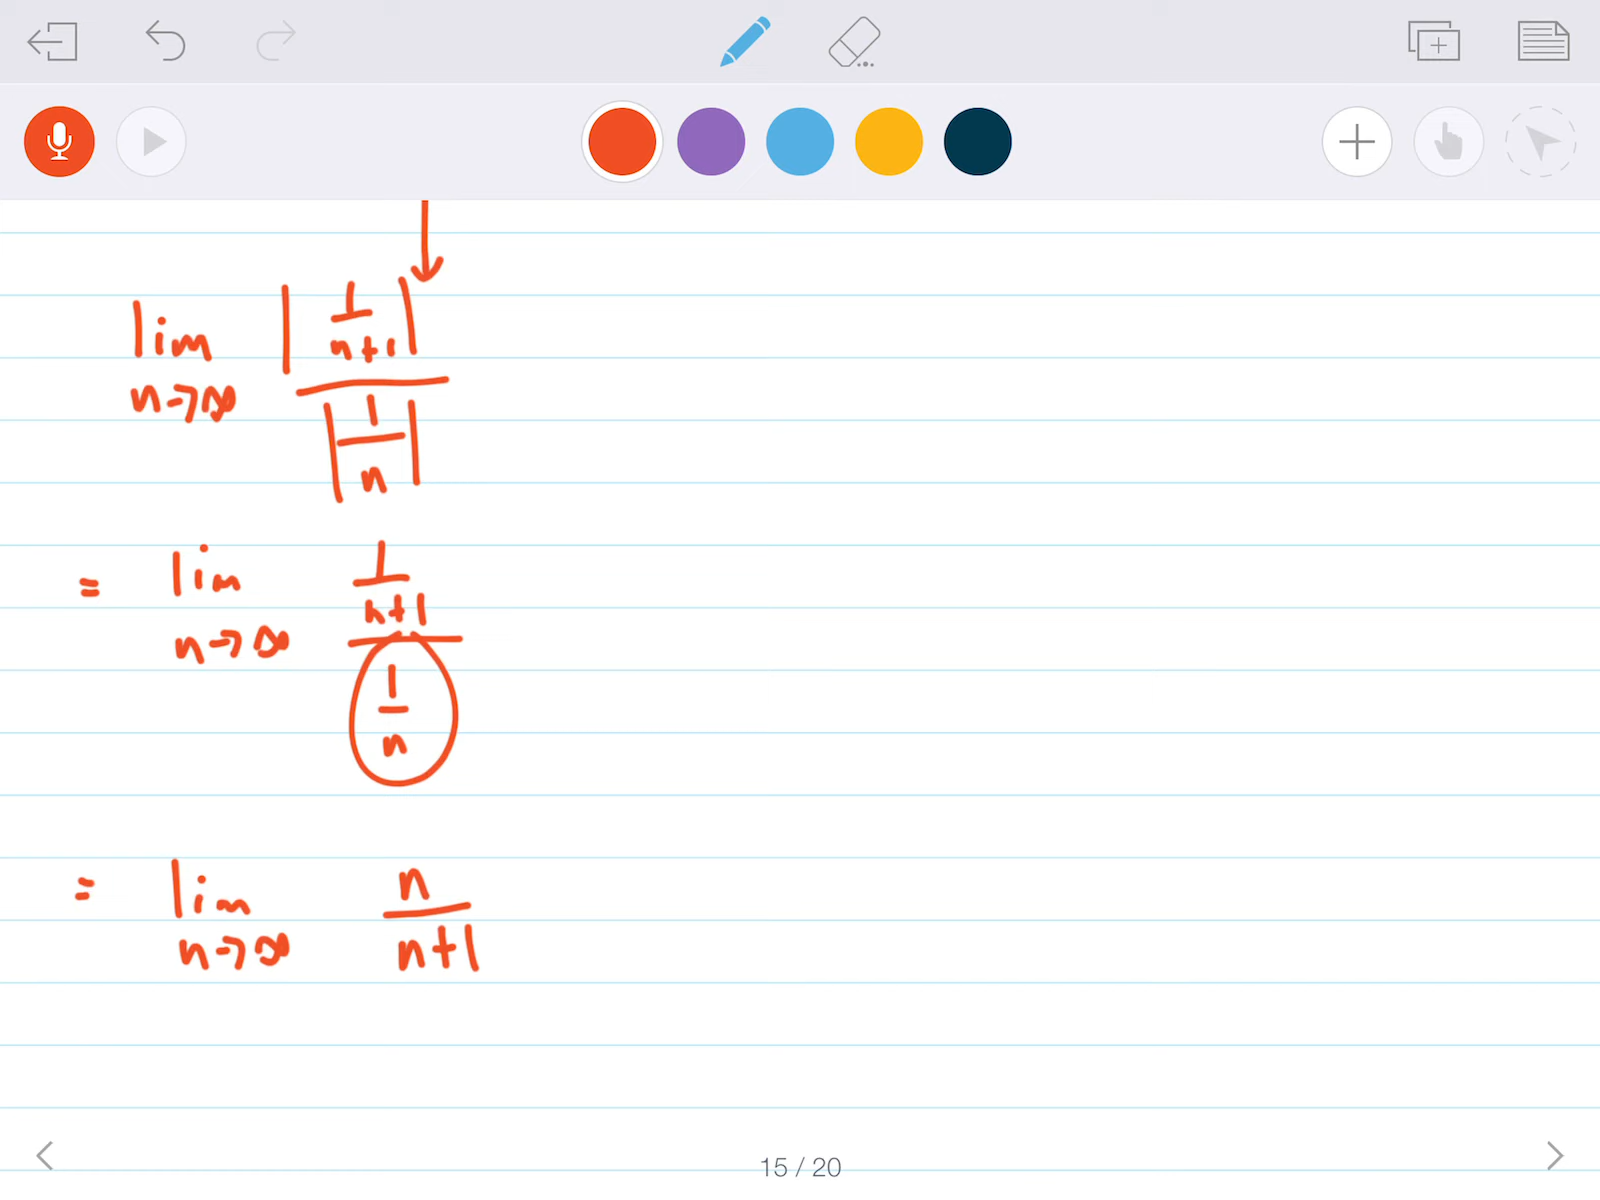 lim n→∞ |1/(n+1)| / |1/n|
= lim n→∞ (1/(n+1)) / (1/n)
= lim n→∞ n/(n+1)
15 / 20